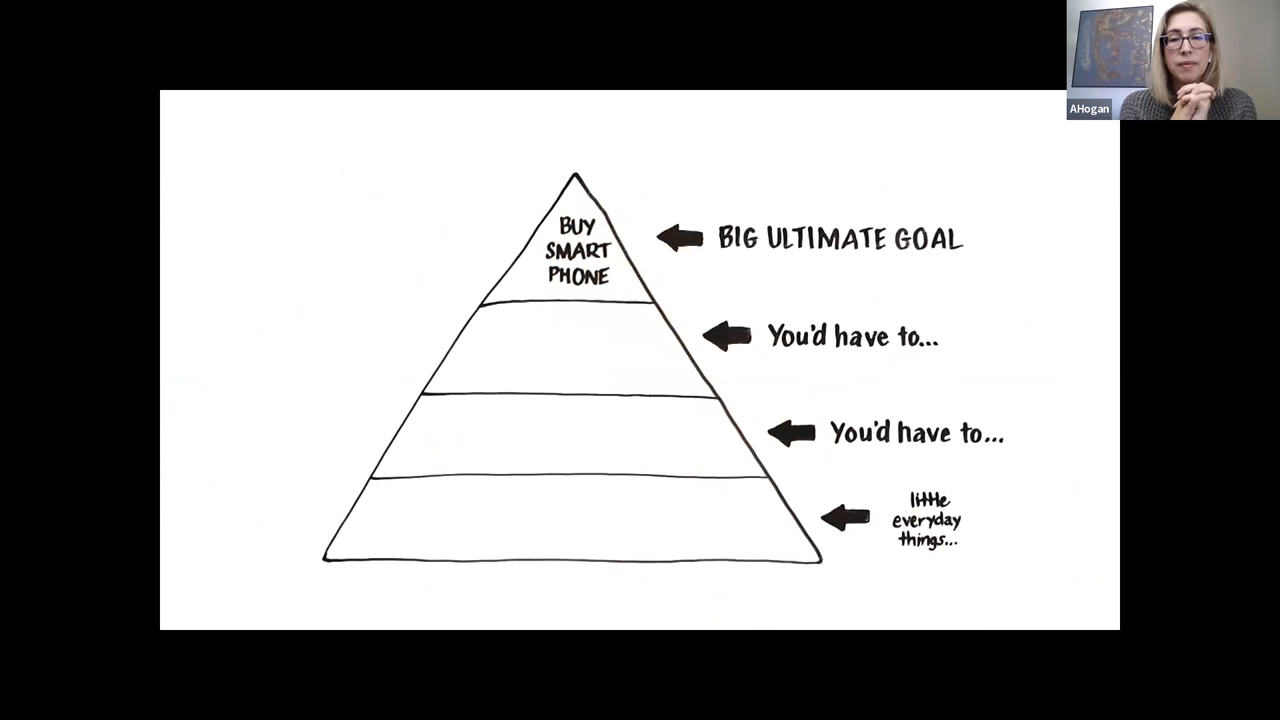 AHogan
BUY
SMART
PHONE
BIG ULTIMATE GOAL
You'd have to...
You'd have to...
little
everyday
things...